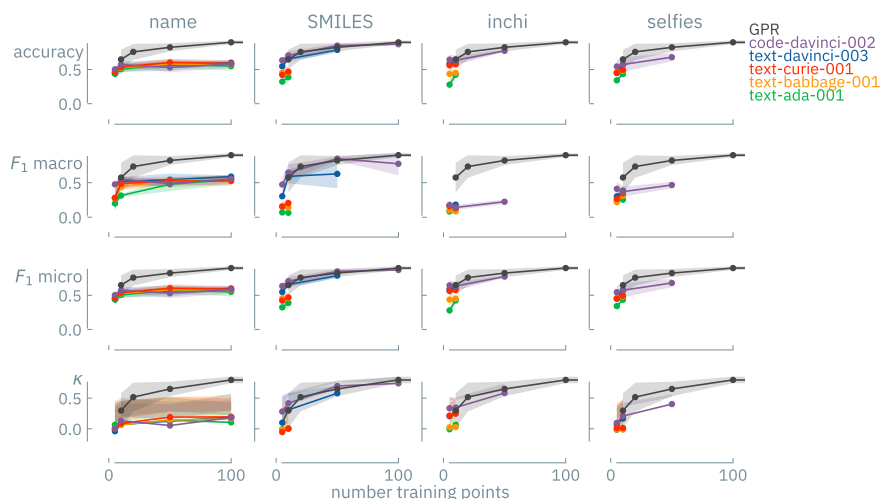 name SMILES inchi selfies
GPR
code-davinci-002
text-davinci-003
text-curie-001
text-babbage-001
text-ada-001
accuracy
0.5
0.0
F1 macro
0.5
0.0
F1 micro
0.5
0.0
κ
0.5
0.0
0 100 0 100 0 100 0 100
number training points